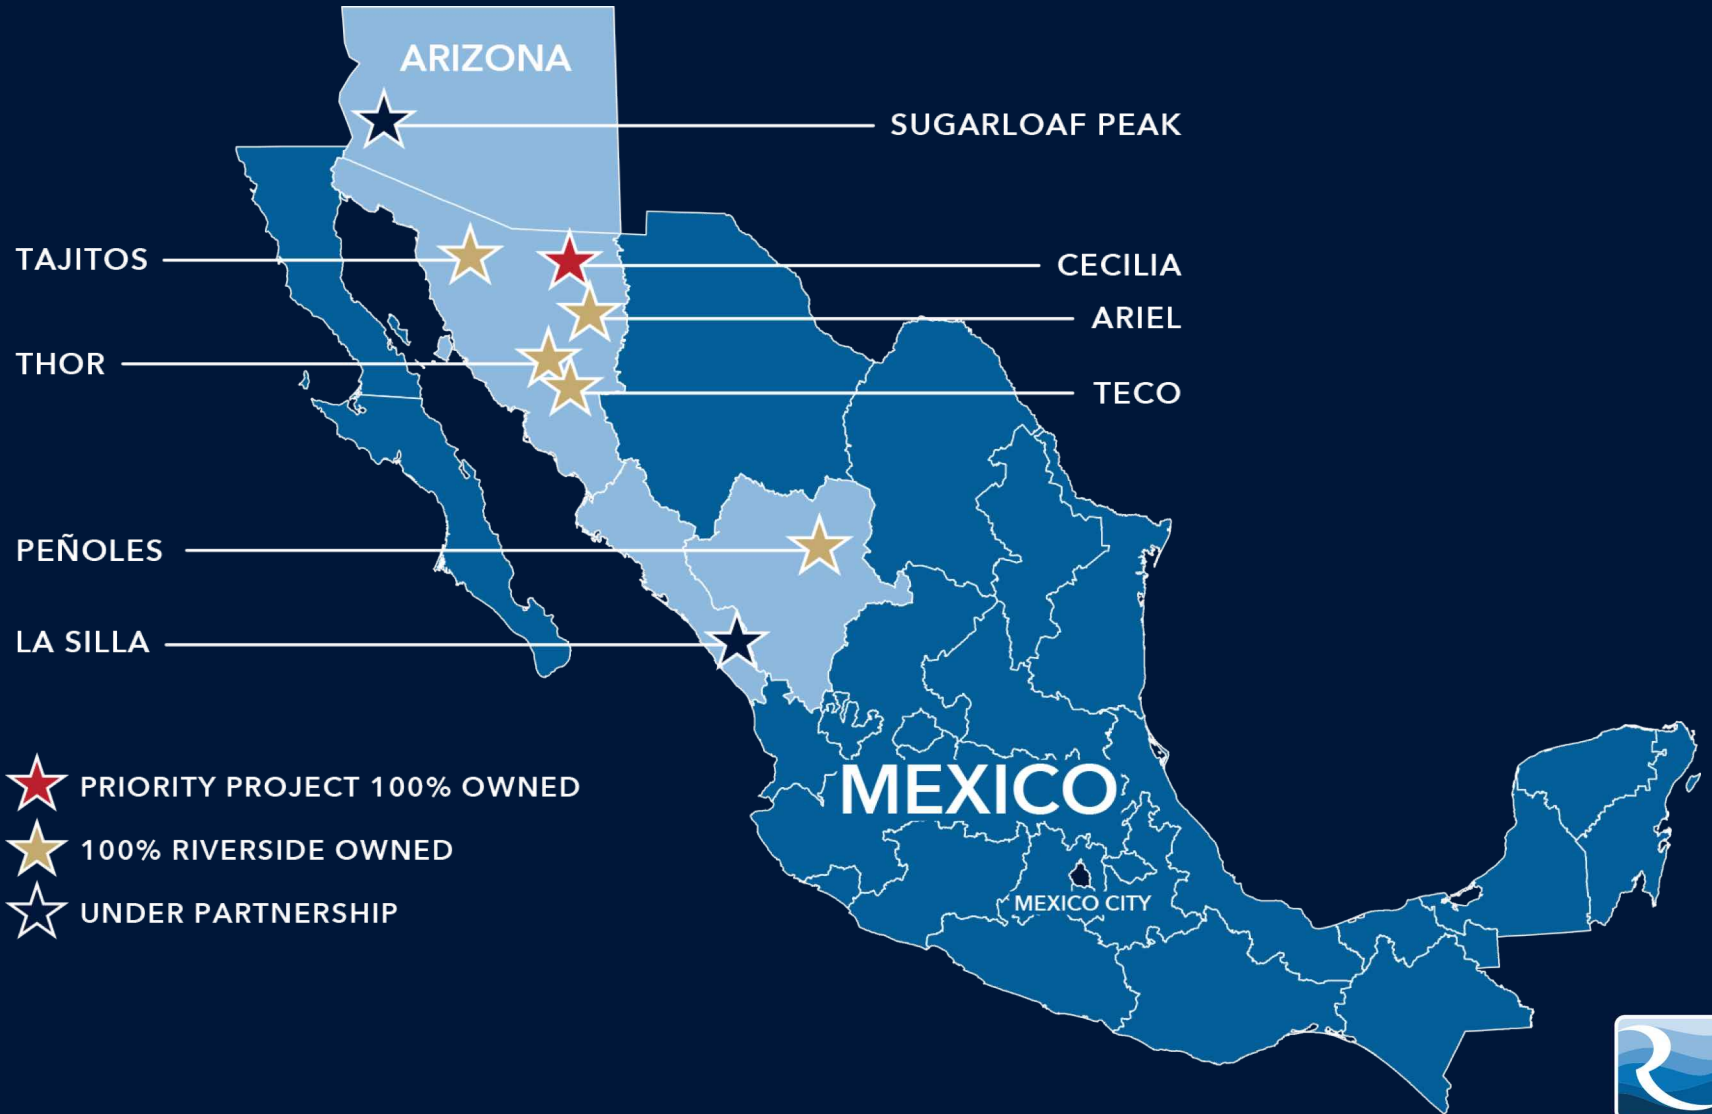 ARIZONA
SUGARLOAF PEAK
TAJITOS
CECILIA
ARIEL
THOR
TECO
PEÑOLES
LA SILLA
PRIORITY PROJECT 100% OWNED
MEXICO
100% RIVERSIDE OWNED
MEXICO CITY
UNDER PARTNERSHIP